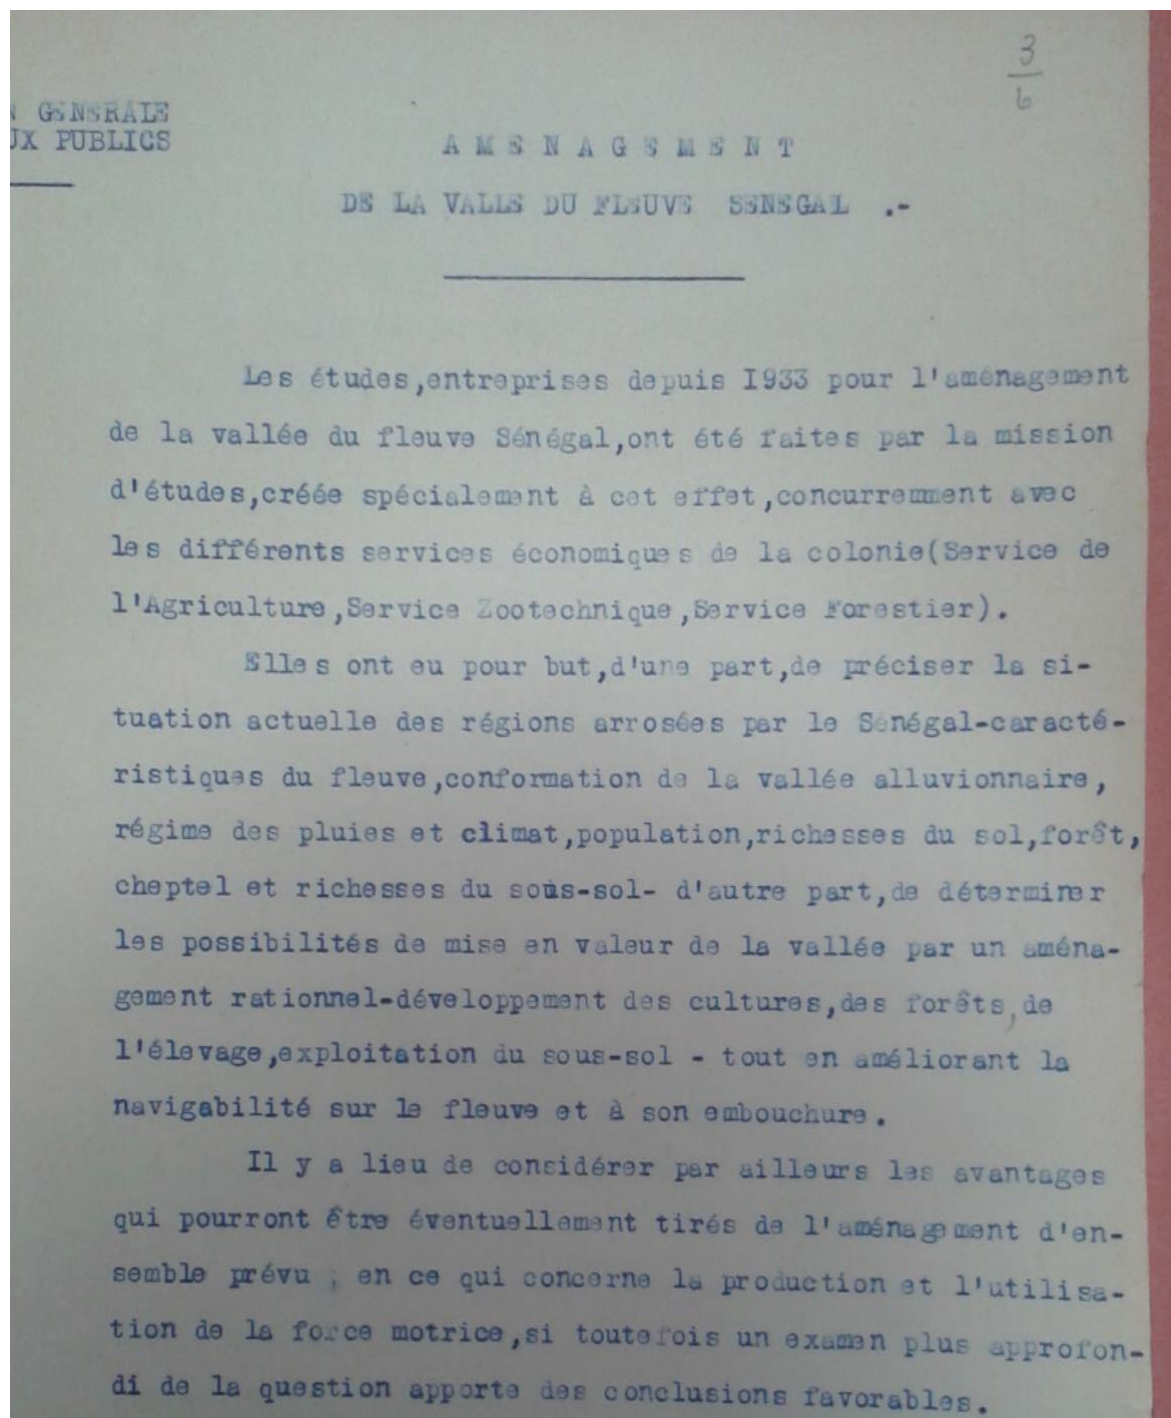 3
6
N GENERALE
UX PUBLICS
A M E N A G E M E N T
DE LA VALLE DU FLEUVE SENEGAL .-
Les études,entreprises depuis I933 pour l'aménagement
de la vallée du fleuve Sénégal,ont été faites par la mission
d'études,créée spécialement à cet effet,concurremment avec
les différents services économiques de la colonie(Service de
l'Agriculture,Service Zootechnique,Service Forestier).
Elles ont eu pour but,d'une part,de préciser la si-
tuation actuelle des régions arrosées par le Sénégal-caracté-
ristiques du fleuve,conformation de la vallée alluvionnaire,
régime des pluies et climat,population,richesses du sol,forêt,
cheptel et richesses du sous-sol- d'autre part,de déterminer
les possibilités de mise en valeur de la vallée par un aména-
gement rationnel-développement des cultures,des forêts,de
l'élevage,exploitation du sous-sol - tout en améliorant la
navigabilité sur le fleuve et à son embouchure.
Il y a lieu de considérer par ailleurs les avantages
qui pourront être éventuellement tirés de l'aménagement d'en-
semble prévu ; en ce qui concerne la production et l'utilisa-
tion de la force motrice,si toutefois un examen plus approfon-
di de la question apporte des conclusions favorables.